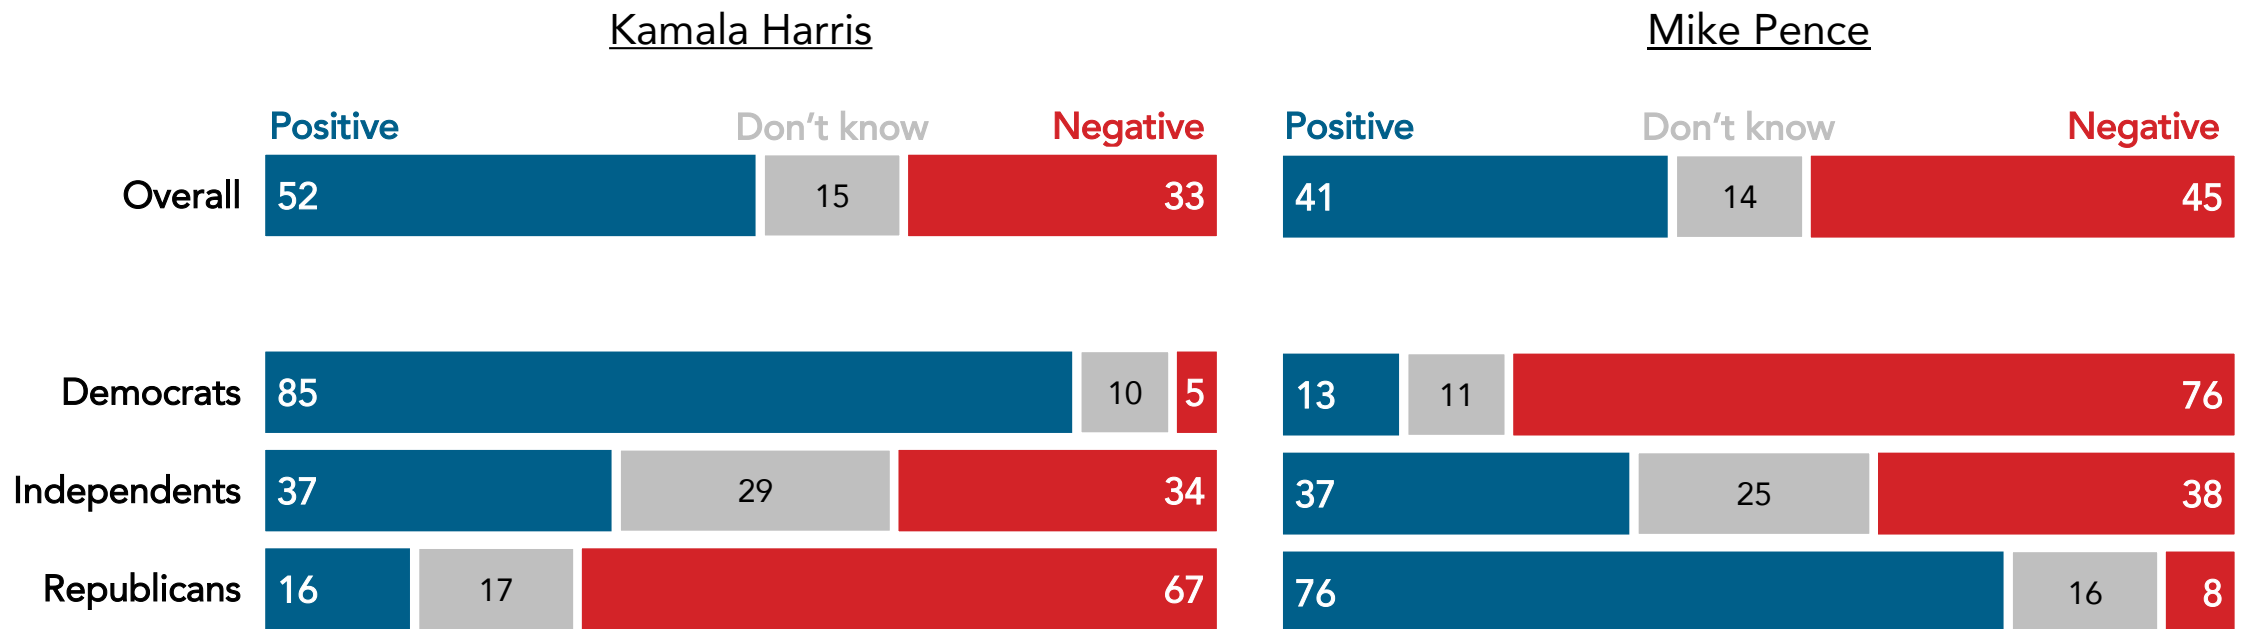 Kamala Harris Mike Pence
Positive Don't know Negative Positive Don't know Negative
Overall 52 15 33 41 14 45
Democrats 85 10 5 13 11 76
Independents 37 29 34 37 25 38
Republicans 16 17 67 76 16 8